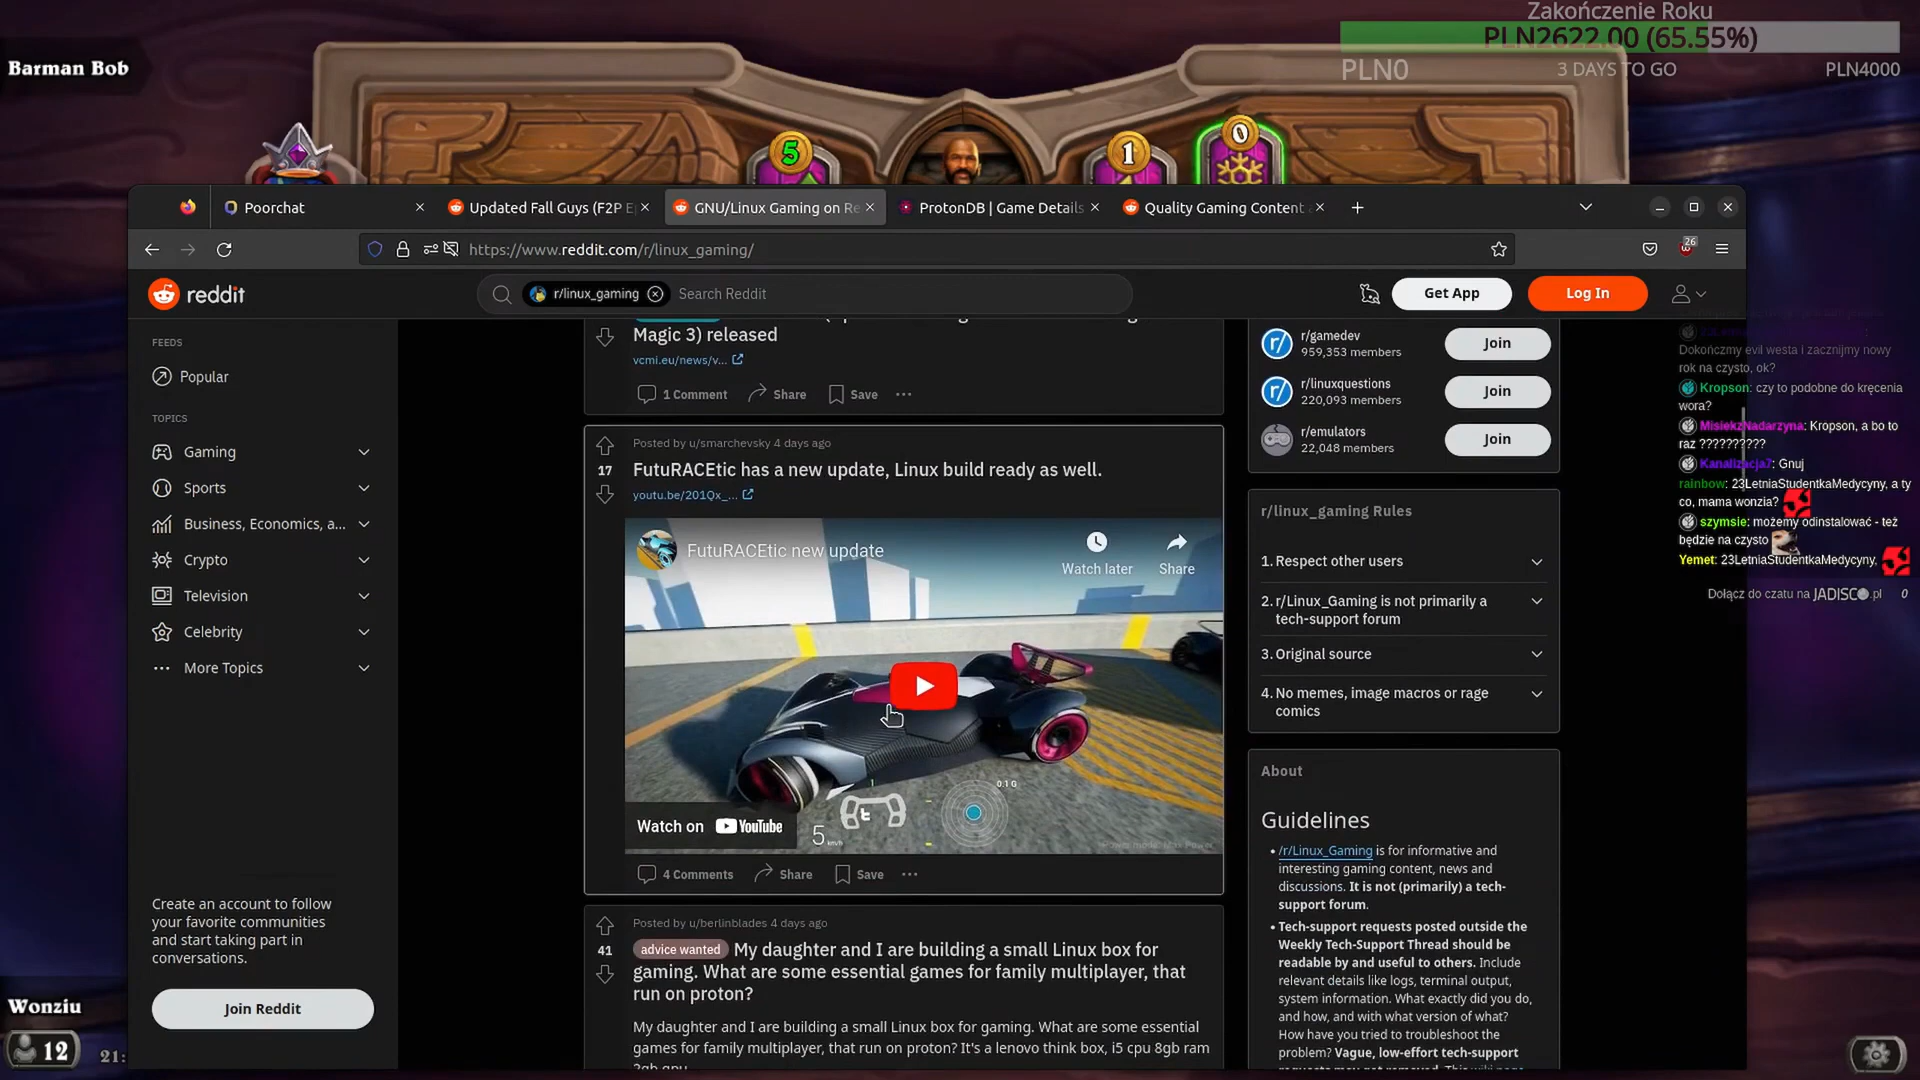 Zakończenie Roku
PLN2622.00 (65.55%)
PLN0
3 DAYS TO GO
PLN4000
Barman Bob
5
1
0
Poorchat
Updated Fall Guys (F2P E
GNU/Linux Gaming on Re
ProtonDB | Game Details
Quality Gaming Content
https://www.reddit.com/r/linux_gaming/
26
reddit
r/linux_gaming
Search Reddit
Get App
Log In
FEEDS
Popular
TOPICS
Gaming
Sports
Business, Economics, a...
Crypto
Television
Celebrity
More Topics
Create an account to follow
your favorite communities
and start taking part in
conversations.
Join Reddit
Magic 3) released
vcmi.eu/news/v...
1 Comment
Share
Save
Posted by u/smarchevsky 4 days ago
17
FutuRACEtic has a new update, Linux build ready as well.
youtu.be/201Qx_...
FutuRACEtic new update
Watch later
Share
0.1 G
Watch on YouTube
5 km/h
4 Comments
Share
Save
Posted by u/berlinblades 4 days ago
41
advice wanted My daughter and I are building a small Linux box for
gaming. What are some essential games for family multiplayer, that
run on proton?
My daughter and I are building a small Linux box for gaming. What are some essential
games for family multiplayer, that run on proton? It's a lenovo think box, i5 cpu 8gb ram
2gb gpu
r/gamedev
959,353 members
Join
r/linuxquestions
220,093 members
Join
r/emulators
22,048 members
Join
r/linux_gaming Rules
1. Respect other users
2. r/Linux_Gaming is not primarily a
tech-support forum
3. Original source
4. No memes, image macros or rage
comics
About
Guidelines
/r/Linux_Gaming is for informative and
interesting gaming content, news and
discussions. It is not (primarily) a tech-
support forum.
Tech-support requests posted outside the
Weekly Tech-Support Thread should be
readable by and useful to others. Include
relevant details like logs, terminal output,
system information. What exactly did you do,
and how, and with what version of what?
How have you tried to troubleshoot the
problem? Vague, low-effort tech-support
Dokończmy evil westa i zacznijmy nowy
rok na czysto, ok?
Kropson: czy to podobne do kręcenia
wora?
MisiekzNadarzyna: Kropson, a bo to
raz ??????????
Kanalizacja7: Gnuj
rainbow: 23LetniaStudentkaMedycyny, a ty
co, mama wonzia?
szymsie: możemy odinstalować - też
będzie na czysto
Yemet: 23LetniaStudentkaMedycyny,
Dołącz do czatu na JADISCO.pl 0
Wonziu
12
21: